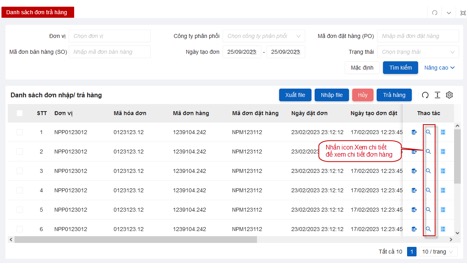 Danh sách đơn trả hàng
Đơn vị Chọn đơn vị Công ty phân phối Chọn công ty phân phối Mã đơn đặt hàng (PO) Nhập mã đơn đặt hàng
Mã đơn bán hàng (SO) Nhập mã đơn bán hàng Ngày tạo đơn 25/09/2023 - 25/09/2023 Trạng thái Chọn trạng thái
Mặc định Tìm kiếm Nâng cao
Danh sách đơn nhập/ trả hàng Xuất file Nhập file Hủy Trả hàng
STT Đơn vị Mã hóa đơn Mã đơn hàng Mã đơn đặt hàng Ngày đặt đơn Ngày tạo đơn đặt Thao tác
1 NPP0123012 0123123.12 1239104.242 NPM123112 23/02/2023 23:12:12 17/02/2023 12:23:45
2 NPP0123012 0123123.12 1239104.242 NPM123112 23/02/2023 17/02/2023 12:23:45
Nhấn icon Xem chi tiết
để xem chi tiết đơn hàng
3 NPP0123012 0123123.12 1239104.242 NPM123112 23/02/2023 23:12:12 17/02/2023 12:23:45
4 NPP0123012 0123123.12 1239104.242 NPM123112 23/02/2023 23:12:12 17/02/2023 12:23:45
5 NPP0123012 0123123.12 1239104.242 NPM123112 23/02/2023 23:12:12 17/02/2023 12:23:45
6 NPP0123012 0123123.12 1239104.242 NPM123112 23/02/2023 23:12:12 17/02/2023 12:23:45
Tất cả 10 1 10 / trang